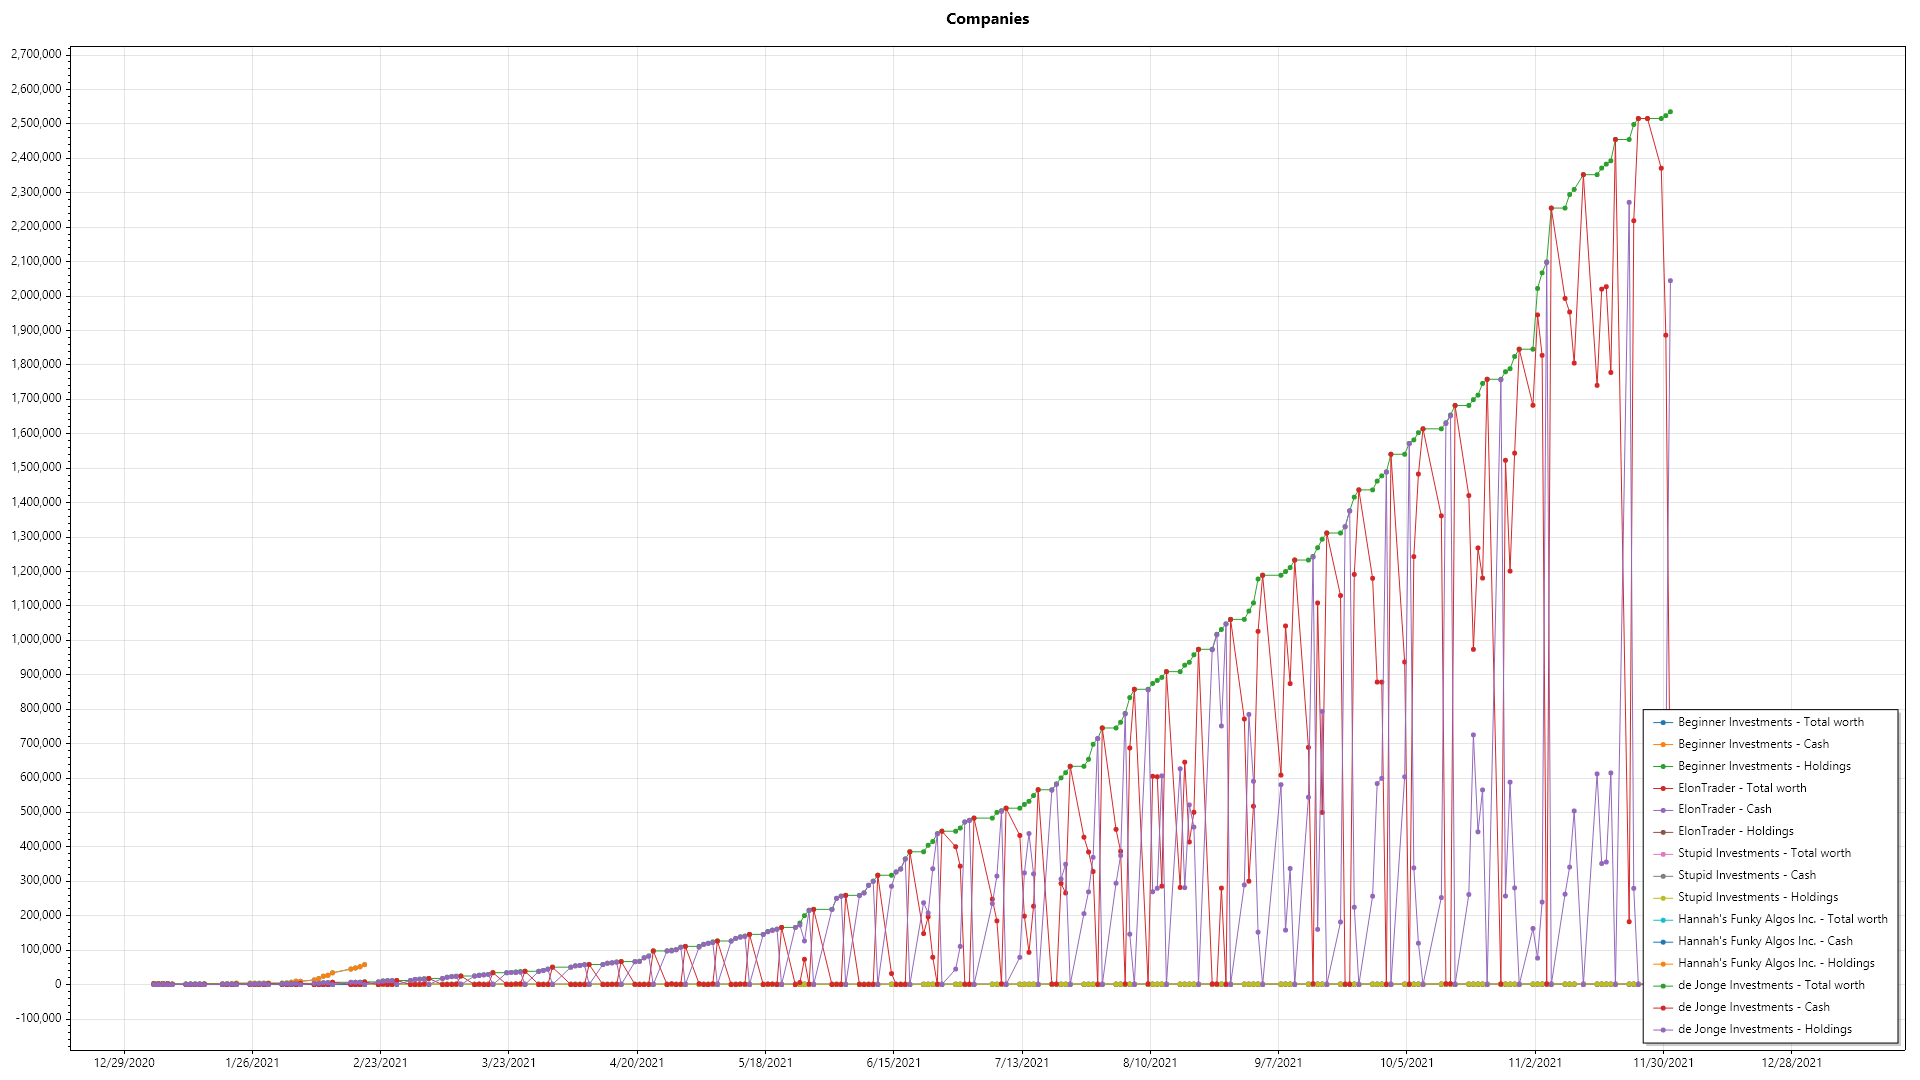 Companies
2,700,000
2,600,000
2,500,000
2,400,000
2,300,000
2,200,000
2,100,000
2,000,000
1,900,000
1,800,000
1,700,000
1,600,000
1,500,000
1,400,000
1,300,000
1,200,000
1,100,000
1,000,000
900,000
800,000
700,000
600,000
500,000
400,000
300,000
200,000
100,000
0
-100,000
Beginner Investments - Total worth
Beginner Investments - Cash
Beginner Investments - Holdings
ElonTrader - Total worth
ElonTrader - Cash
ElonTrader - Holdings
Stupid Investments - Total worth
Stupid Investments - Cash
Stupid Investments - Holdings
Hannah's Funky Algos Inc. - Total worth
Hannah's Funky Algos Inc. - Cash
Hannah's Funky Algos Inc. - Holdings
de Jonge Investments - Total worth
de Jonge Investments - Cash
de Jonge Investments - Holdings
12/29/2020 1/26/2021 2/23/2021 3/23/2021 4/20/2021 5/18/2021 6/15/2021 7/13/2021 8/10/2021 9/7/2021 10/5/2021 11/2/2021 11/30/2021 12/28/2021